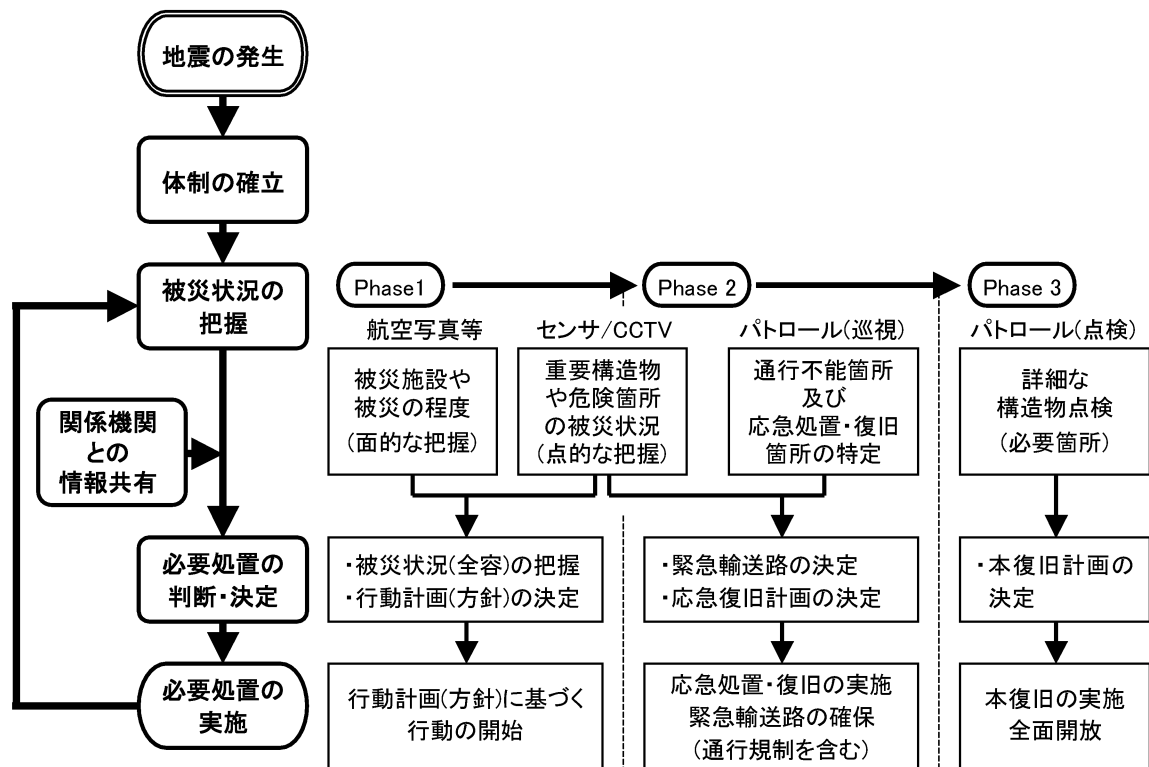 地震の発生
体制の確立
被災状況の
把握
関係機関
との
情報共有
必要処置の
判断・決定
必要処置の
実施
Phase1
Phase 2
Phase 3
航空写真等
被災施設や
被災の程度
(面的な把握)
センサ/CCTV
重要構造物
や危険箇所
の被災状況
(点的な把握)
パトロール(巡視)
通行不能箇所
及び
応急処置・復旧
箇所の特定
パトロール(点検)
詳細な
構造物点検
(必要箇所)
・被災状況(全容)の把握
・行動計画(方針)の決定
・緊急輸送路の決定
・応急復旧計画の決定
・本復旧計画の
決定
行動計画(方針)に基づく
行動の開始
応急処置・復旧の実施
緊急輸送路の確保
(通行規制を含む)
本復旧の実施
全面開放